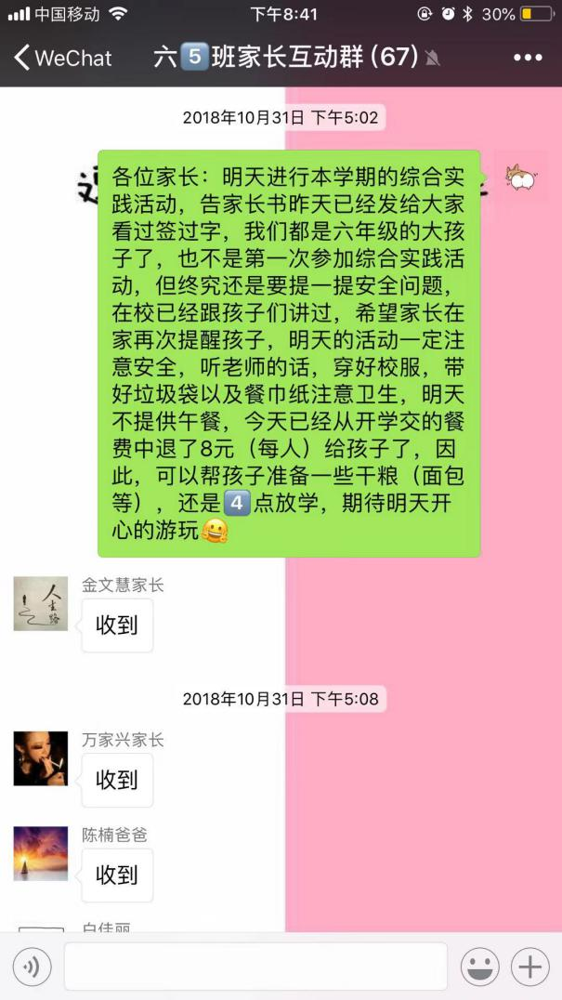 中国移动 下午8:41 30%
WeChat 六5️⃣班家长互动群(67)
2018年10月31日 下午5:02
各位家长：明天进行本学期的综合实
践活动，告家长书昨天已经发给大家
看过签过字，我们都是六年级的大孩
子了，也不是第一次参加综合实践活
动，但终究还是要提一提安全问题，
在校已经跟孩子们讲过，希望家长在
家再次提醒孩子，明天的活动一定注
意安全，听老师的话，穿好校服，带
好垃圾袋以及餐巾纸注意卫生，明天
不提供午餐，今天已经从开学交的餐
费中退了8元（每人）给孩子了，因
此，可以帮孩子准备一些干粮（面包
等），还是4️⃣点放学，期待明天开
心的游玩🤗
人生路
金文慧家长
收到
2018年10月31日 下午5:08
万家兴家长
收到
陈楠爸爸
收到
白佳丽